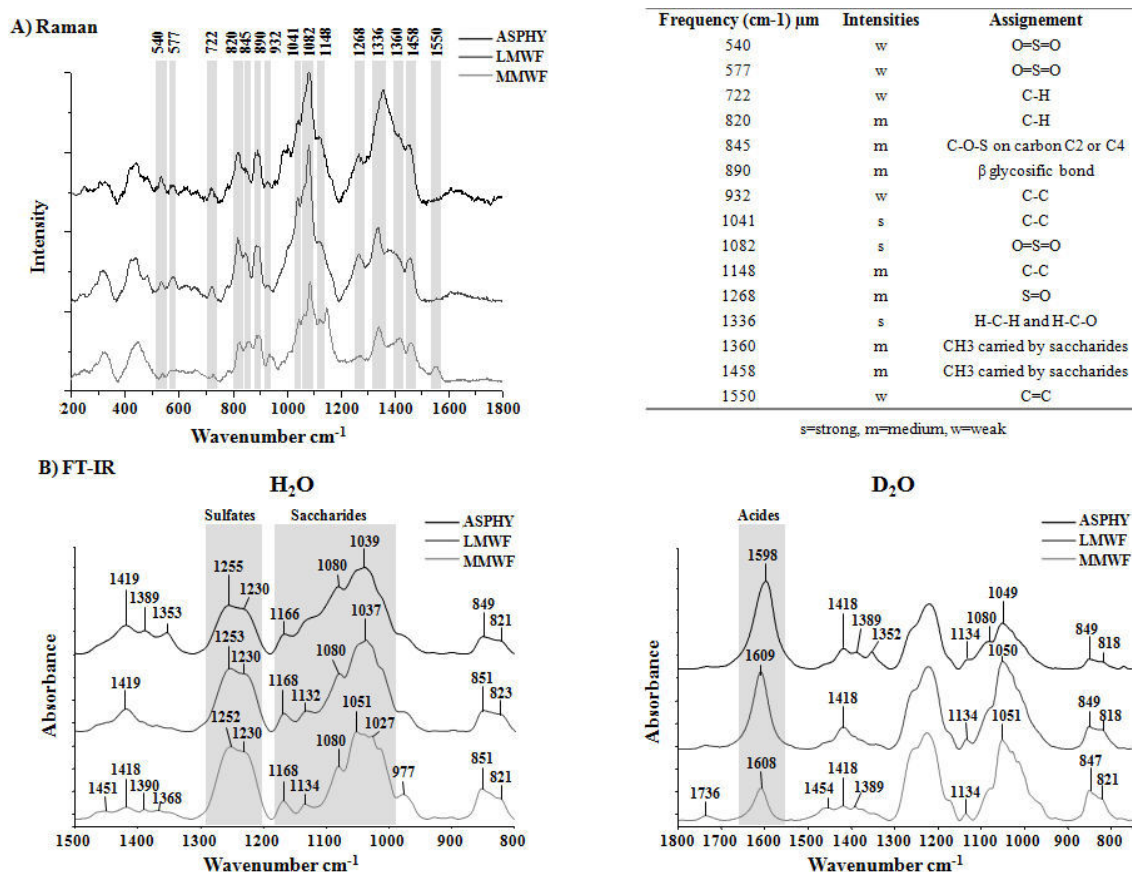 A) Raman
540 577 722 820 845 890 932 1041 1082 1148 1268 1336 1360 1458 1550
ASPHY
LMWF
MMWF
Intensity
200 400 600 800 1000 1200 1400 1600 1800
Wavenumber cm-1
Frequency (cm-1) µm Intensities Assignement
540 w O=S=O
577 w O=S=O
722 w C-H
820 m C-H
845 m C-O-S on carbon C2 or C4
890 m β glycosific bond
932 w C-C
1041 s C-C
1082 s O=S=O
1148 m C-C
1268 m S=O
1336 s H-C-H and H-C-O
1360 m CH3 carried by saccharides
1458 m CH3 carried by saccharides
1550 w C=C
s=strong, m=medium, w=weak
B) FT-IR
H2O
Sulfates Saccharides
ASPHY
LMWF
MMWF
1419 1389 1353 1255 1230 1166 1080 1039 849 821
1419 1253 1230 1168 1132 1080 1037 851 823
1451 1418 1390 1368 1252 1230 1168 1134 1080 1051 1027 977 851 821
Absorbance
1500 1400 1300 1200 1100 1000 900 800
Wavenumber cm-1
D2O
Acides
ASPHY
LMWF
MMWF
1598 1418 1389 1352 1134 1080 1049 849 818
1609 1418 1134 1050 849 818
1736 1608 1454 1418 1389 1134 1051 847 821
Absorbance
1800 1700 1600 1500 1400 1300 1200 1100 1000 900 800
Wavenumber cm-1